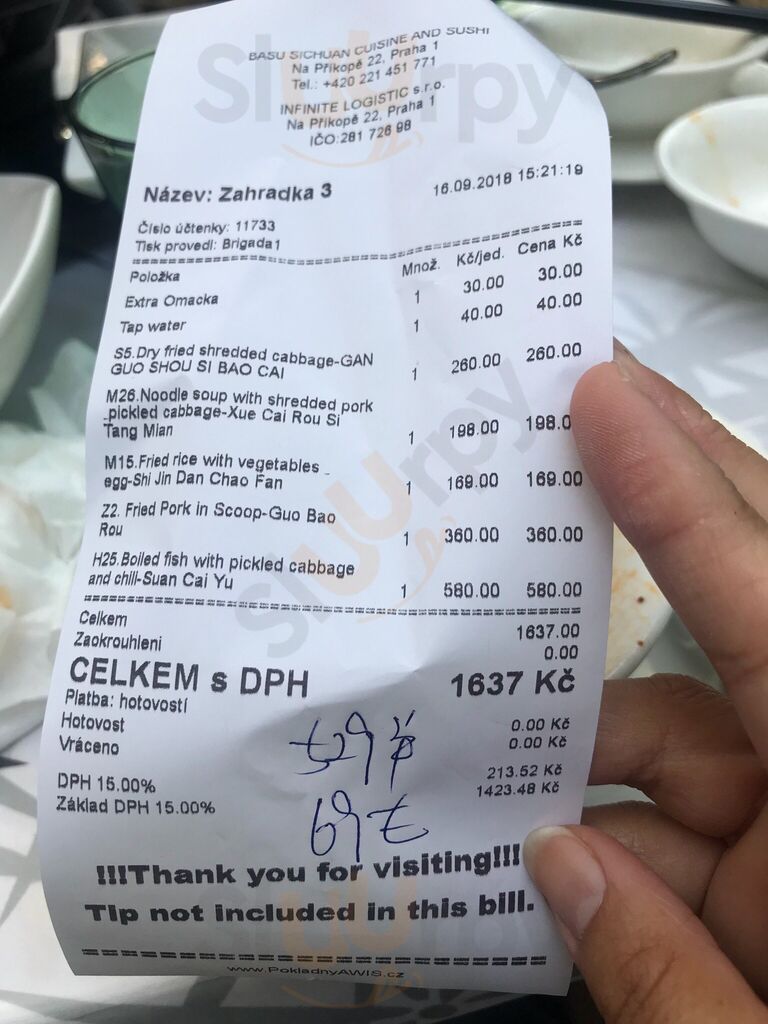 BASU SICHUAN CUISINE AND SUSHI
Na Příkopě 22, Praha 1
Tel.: +420 221 451 771
INFINITE LOGISTIC s.r.o.
Na Příkopě 22, Praha 1
IČO:281 726 98
Název: Zahradka 3 16.09.2018 15:21:19
Číslo účtenky: 11733
Tisk provedl: Brigada1
Položka Množ. Kč/jed. Cena Kč
Extra Omacka 1 30.00 30.00
Tap water 1 40.00 40.00
S5.Dry fried shredded cabbage-GAN
GUO SHOU SI BAO CAI 1 260.00 260.00
M26.Noodle soup with shredded pork
pickled cabbage-Xue Cai Rou Si
Tang Mian 1 198.00 198.0
M15.Fried rice with vegetables
egg-Shi Jin Dan Chao Fan 1 169.00 169.00
Z2. Fried Pork in Scoop-Guo Bao
Rou 1 360.00 360.00
H25.Boiled fish with pickled cabbage
and chili-Suan Cai Yu 1 580.00 580.00
Celkem 1637.00
Zaokrouhleni 0.00
CELKEM s DPH 1637 Kč
Platba: hotovostí
Hotovost 0.00 Kč
Vráceno 0.00 Kč
DPH 15.00% 213.52 Kč
Základ DPH 15.00% 1423.48 Kč
69 €
!!!Thank you for visiting!!!
Tip not included in this bill.
www.PokladnyAWIS.cz
Sluurpy
Sluurpy